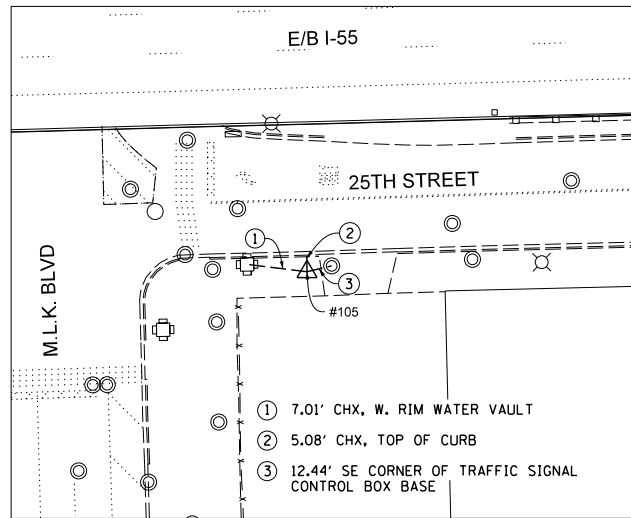 E/B I-55
25TH STREET
1
2
3
#105
M.L.K. BLVD
1 7.01' CHX, W. RIM WATER VAULT
2 5.08' CHX, TOP OF CURB
3 12.44' SE CORNER OF TRAFFIC SIGNAL
CONTROL BOX BASE